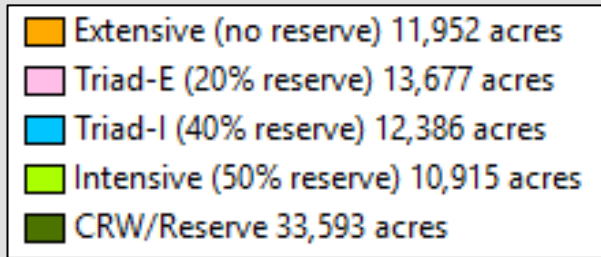 Extensive (no reserve) 11,952 acres
Triad-E (20% reserve) 13,677 acres
Triad-I (40% reserve) 12,386 acres
Intensive (50% reserve) 10,915 acres
CRW/Reserve 33,593 acres